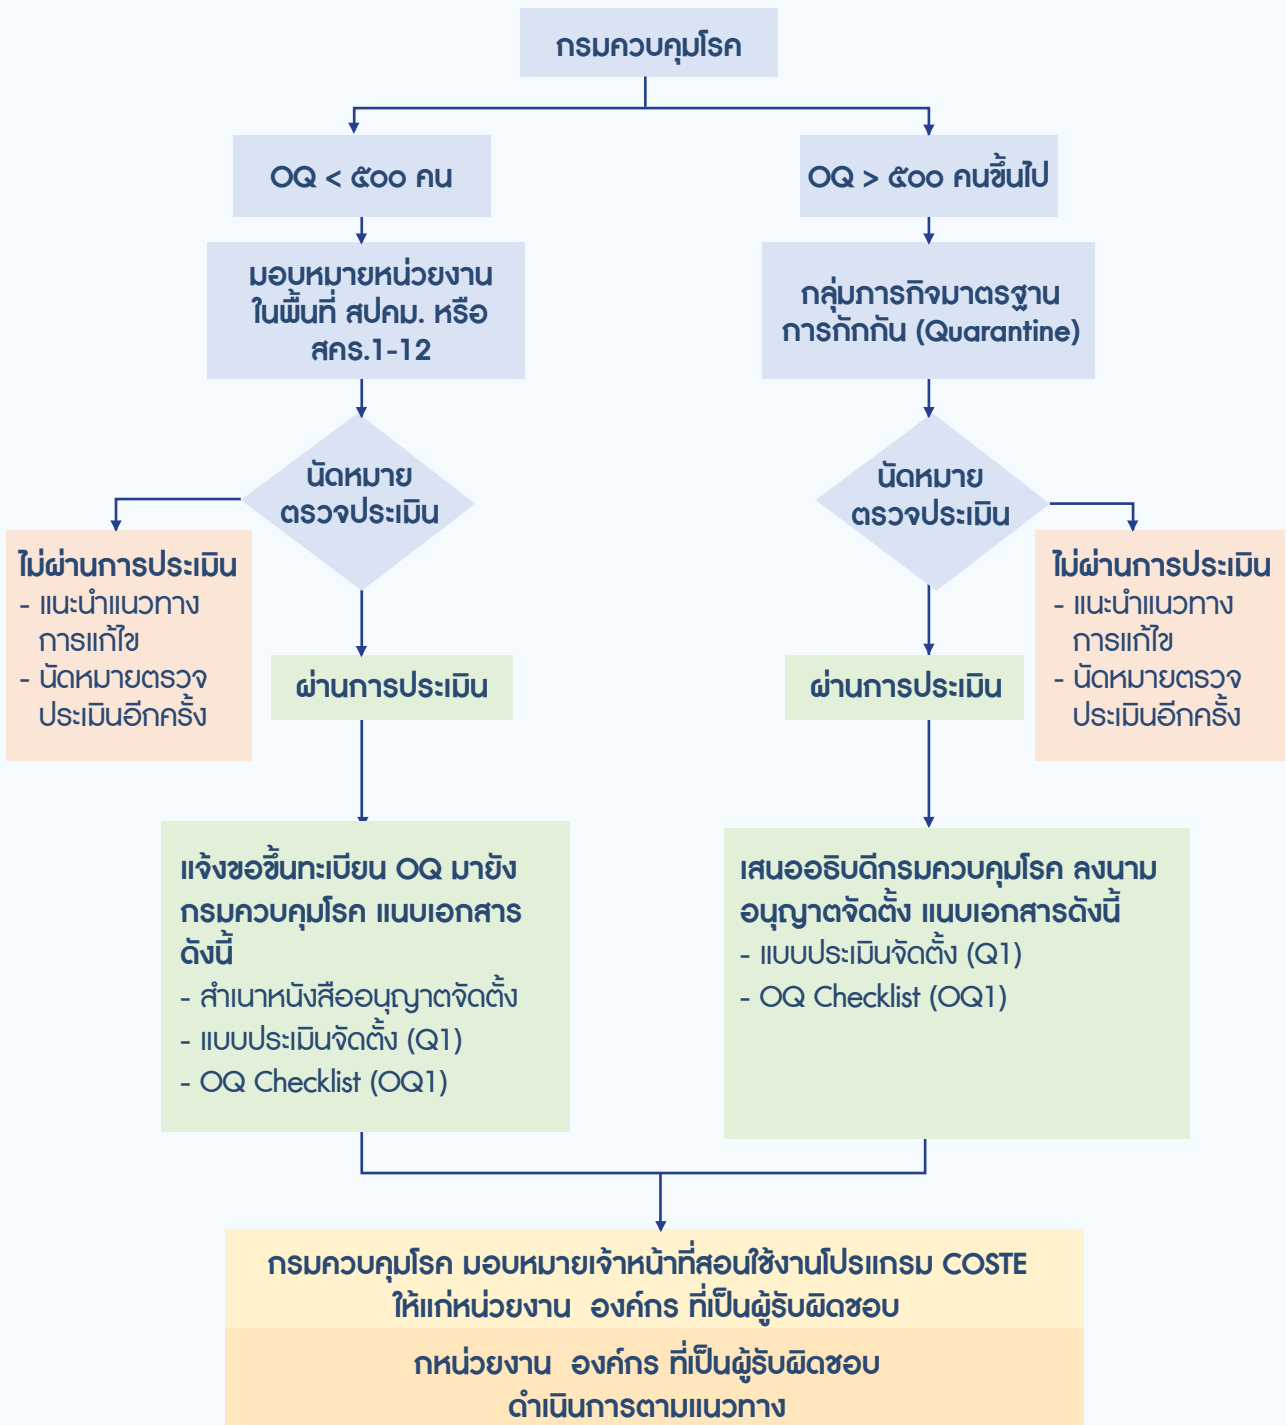 กรมควบคุมโรค
OQ < ๕๐๐ คน
OQ > ๕๐๐ คนขึ้นไป
มอบหมายหน่วยงาน
ในพื้นที่ สปคม. หรือ
สคร.1-12
กลุ่มภารกิจมาตรฐาน
การกักกัน (Quarantine)
นัดหมาย
ตรวจประเมิน
นัดหมาย
ตรวจประเมิน
ไม่ผ่านการประเมิน
- แนะนำแนวทาง
การแก้ไข
- นัดหมายตรวจ
ประเมินอีกครั้ง
ผ่านการประเมิน
ผ่านการประเมิน
ไม่ผ่านการประเมิน
- แนะนำแนวทาง
การแก้ไข
- นัดหมายตรวจ
ประเมินอีกครั้ง
แจ้งขอขึ้นทะเบียน OQ มายัง
กรมควบคุมโรค แนบเอกสาร
ดังนี้
- สำเนาหนังสืออนุญาตจัดตั้ง
- แบบประเมินจัดตั้ง (Q1)
- OQ Checklist (OQ1)
เสนออธิบดีกรมควบคุมโรค ลงนาม
อนุญาตจัดตั้ง แนบเอกสารดังนี้
- แบบประเมินจัดตั้ง (Q1)
- OQ Checklist (OQ1)
กรมควบคุมโรค มอบหมายเจ้าหน้าที่สอนใช้งานโปรแกรม COSTE
ให้แก่หน่วยงาน องค์กร ที่เป็นผู้รับผิดชอบ
กหน่วยงาน องค์กร ที่เป็นผู้รับผิดชอบ
ดำเนินการตามแนวทาง